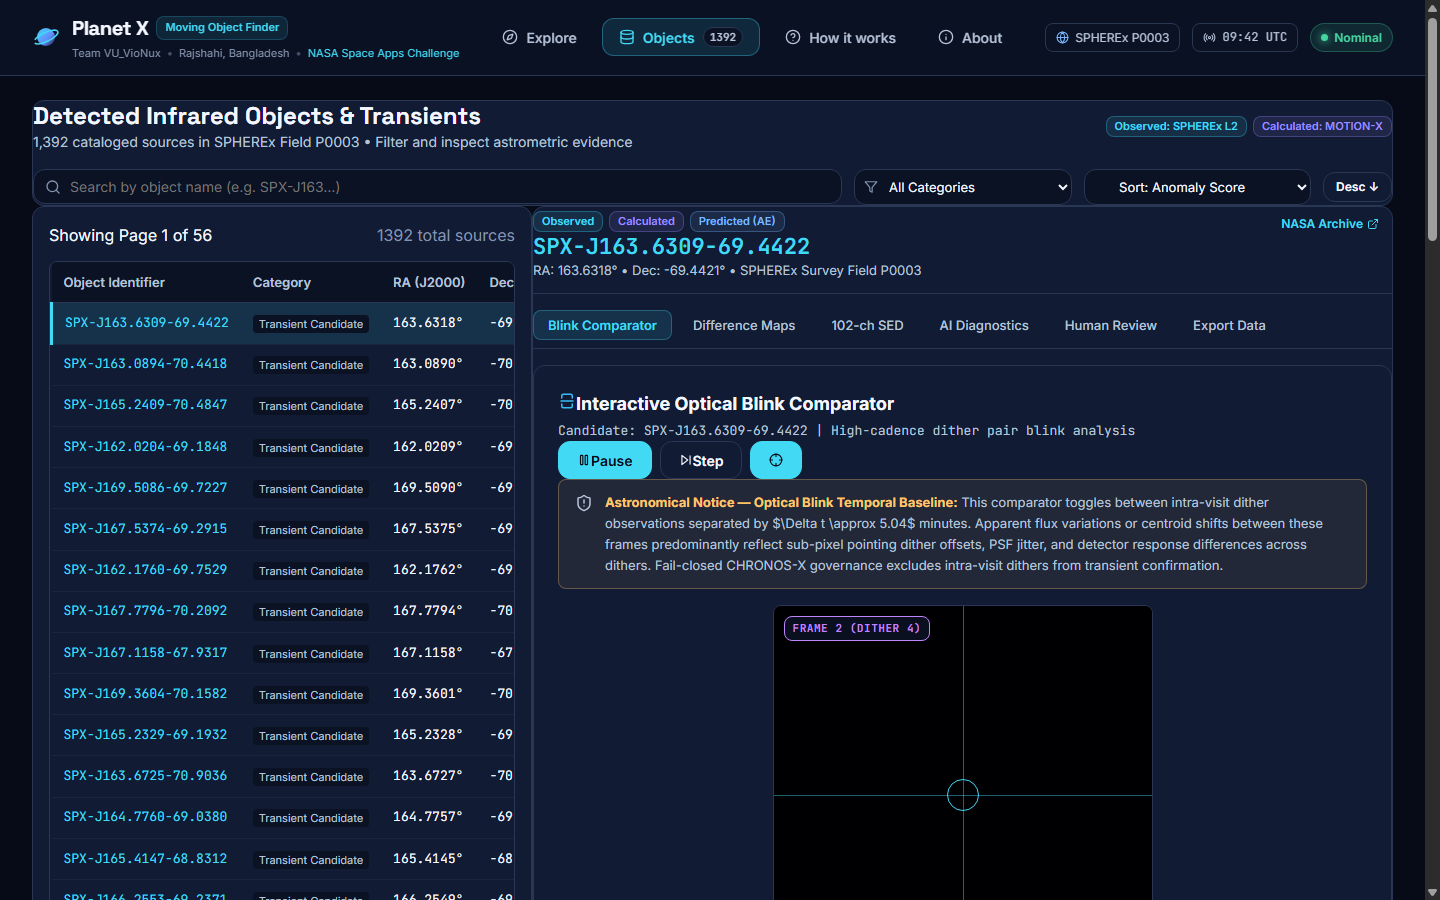 Planet X
Moving Object Finder
Team VU_VioNux • Rajshahi, Bangladesh • NASA Space Apps Challenge
Explore
Objects 1392
How it works
About
SPHEREx P0003
09:42 UTC
Nominal
Detected Infrared Objects & Transients
1,392 cataloged sources in SPHEREx Field P0003 • Filter and inspect astrometric evidence
Observed: SPHEREx L2
Calculated: MOTION-X
Search by object name (e.g. SPX-J163...)
All Categories
Sort: Anomaly Score
Desc ↓
Showing Page 1 of 56
1392 total sources
Object Identifier Category RA (J2000) Dec
SPX-J163.6309-69.4422 Transient Candidate 163.6318° -69
SPX-J163.0894-70.4418 Transient Candidate 163.0890° -70
SPX-J165.2409-70.4847 Transient Candidate 165.2407° -70
SPX-J162.0204-69.1848 Transient Candidate 162.0209° -69
SPX-J169.5086-69.7227 Transient Candidate 169.5090° -69
SPX-J167.5374-69.2915 Transient Candidate 167.5375° -69
SPX-J162.1760-69.7529 Transient Candidate 162.1762° -69
SPX-J167.7796-70.2092 Transient Candidate 167.7794° -70
SPX-J167.1158-67.9317 Transient Candidate 167.1158° -67
SPX-J169.3604-70.1582 Transient Candidate 169.3601° -70
SPX-J165.2329-69.1932 Transient Candidate 165.2328° -69
SPX-J163.6725-70.9036 Transient Candidate 163.6727° -70
SPX-J164.7760-69.0380 Transient Candidate 164.7757° -69
SPX-J165.4147-68.8312 Transient Candidate 165.4145° -68
SPX-J166.2553-69.2371 Transient Candidate 166.2549° -69
Observed
Calculated
Predicted (AE)
NASA Archive
SPX-J163.6309-69.4422
RA: 163.6318° • Dec: -69.4421° • SPHEREx Survey Field P0003
Blink Comparator
Difference Maps
102-ch SED
AI Diagnostics
Human Review
Export Data
Interactive Optical Blink Comparator
Candidate: SPX-J163.6309-69.4422 | High-cadence dither pair blink analysis
Pause
Step
Astronomical Notice — Optical Blink Temporal Baseline: This comparator toggles between intra-visit dither
observations separated by $\Delta t \approx 5.04$ minutes. Apparent flux variations or centroid shifts between these
frames predominantly reflect sub-pixel pointing dither offsets, PSF jitter, and detector response differences across
dithers. Fail-closed CHRONOS-X governance excludes intra-visit dithers from transient confirmation.
FRAME 2 (DITHER 4)